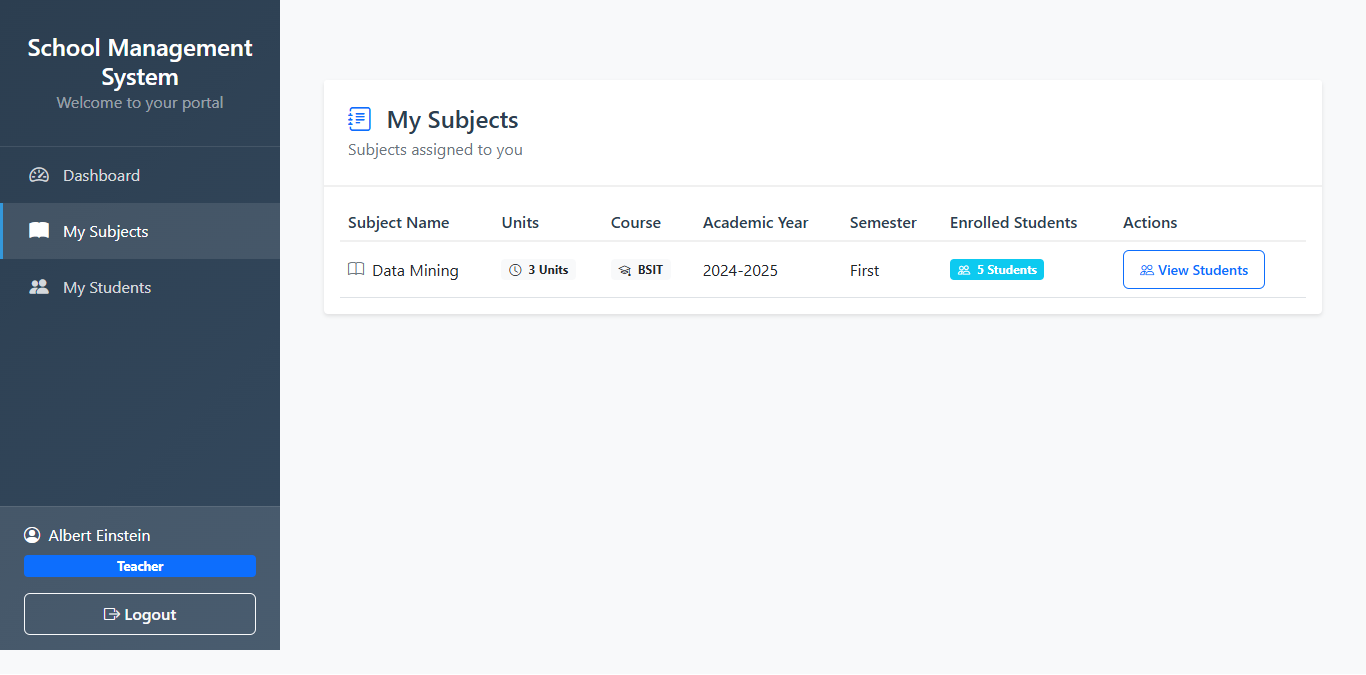 School Management
System
Welcome to your portal
Dashboard
My Subjects
My Students
Albert Einstein
Teacher
Logout
My Subjects
Subjects assigned to you
Subject Name Units Course Academic Year Semester Enrolled Students Actions
Data Mining 3 Units BSIT 2024-2025 First 5 Students View Students